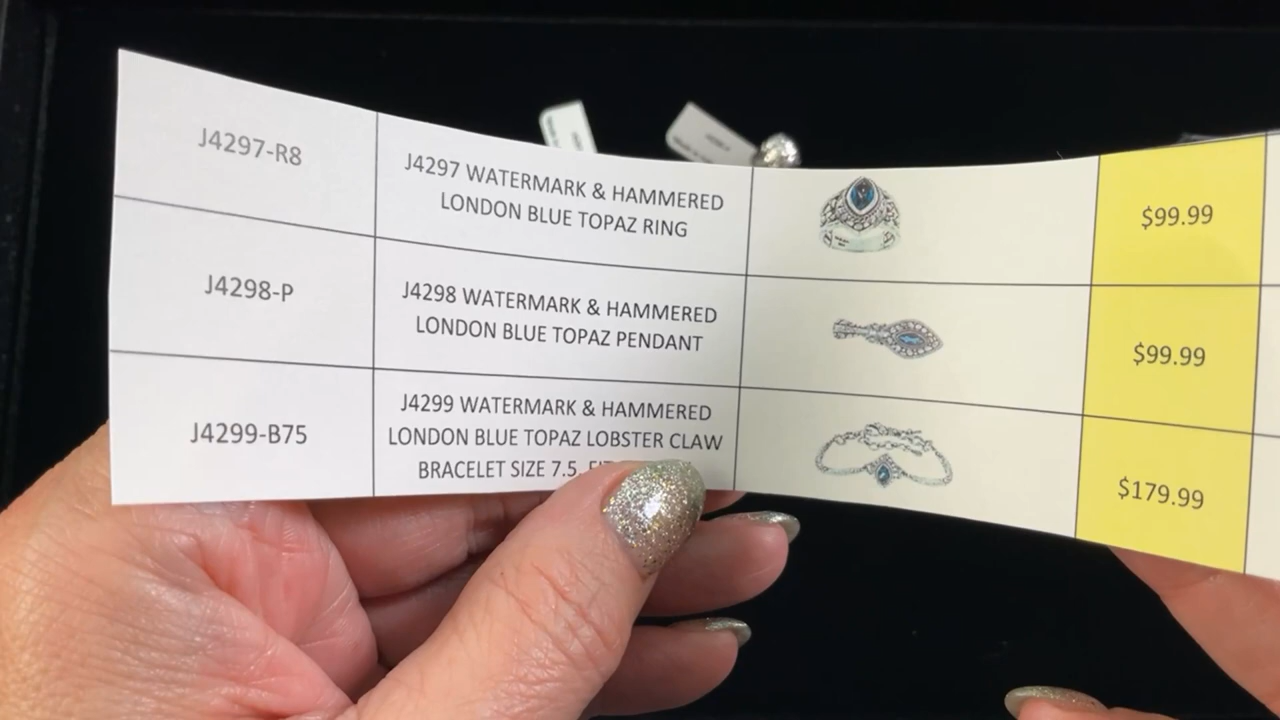 J4297-R8
J4297 WATERMARK & HAMMERED
LONDON BLUE TOPAZ RING
$99.99
J4298-P
J4298 WATERMARK & HAMMERED
LONDON BLUE TOPAZ PENDANT
$99.99
J4299-B75
J4299 WATERMARK & HAMMERED
LONDON BLUE TOPAZ LOBSTER CLAW
BRACELET SIZE 7.5,
$179.99